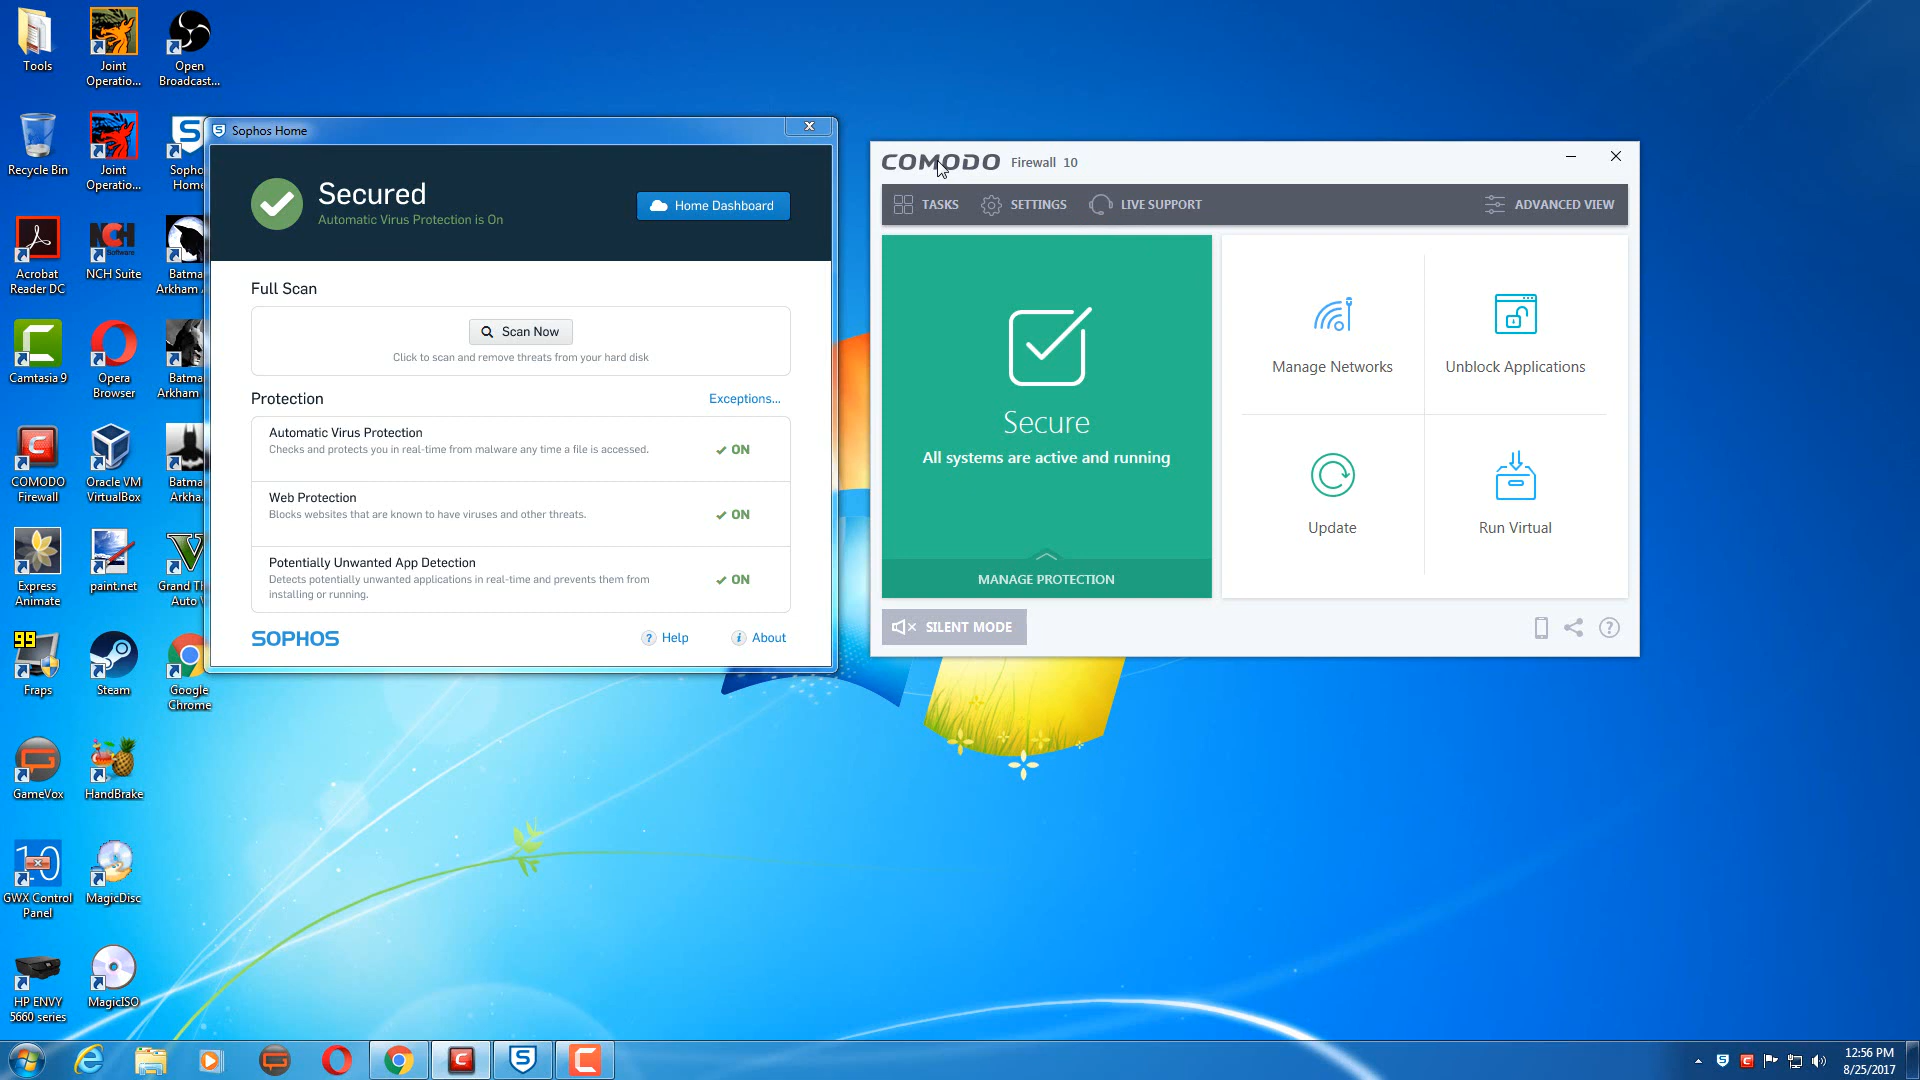 Tools
Joint
Operatio...
Open
Broadcast...
Recycle Bin
Joint
Operatio...
Sopho
Home
Acrobat
Reader DC
NCH
Software
NCH Suite
Batma
Arkham
Camtasia 9
Opera
Browser
Batma
Arkham
COMODO
Firewall
Oracle VM
VirtualBox
Batma
Arkha.
Express
Animate
paint.net
Grand Th
Auto V
99
Fraps
Steam
Google
Chrome
GameVox
HandBrake
10
GWX Control
Panel
MagicDisc
HP ENVY
5660 series
MagicISO
Sophos Home
Secured
Automatic Virus Protection is On
Home Dashboard
Full Scan
Scan Now
Click to scan and remove threats from your hard disk
Protection
Exceptions...
Automatic Virus Protection
Checks and protects you in real-time from malware any time a file is accessed.
ON
Web Protection
Blocks websites that are known to have viruses and other threats.
ON
Potentially Unwanted App Detection
Detects potentially unwanted applications in real-time and prevents them from
installing or running.
ON
SOPHOS
Help
About
COMODO Firewall 10
TASKS
SETTINGS
LIVE SUPPORT
ADVANCED VIEW
Secure
All systems are active and running
MANAGE PROTECTION
Manage Networks
Unblock Applications
Update
Run Virtual
SILENT MODE
12:56 PM
8/25/2017